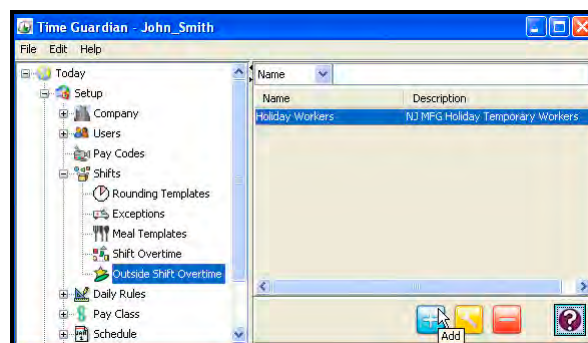 Time Guardian - John_Smith
File Edit Help
Today
Setup
Company
Users
Pay Codes
Shifts
Rounding Templates
Exceptions
Meal Templates
Shift Overtime
Outside Shift Overtime
Daily Rules
Pay Class
Schedule
Name
Name Description
Holiday Workers NJ MFG Holiday Temporary Workers
Add